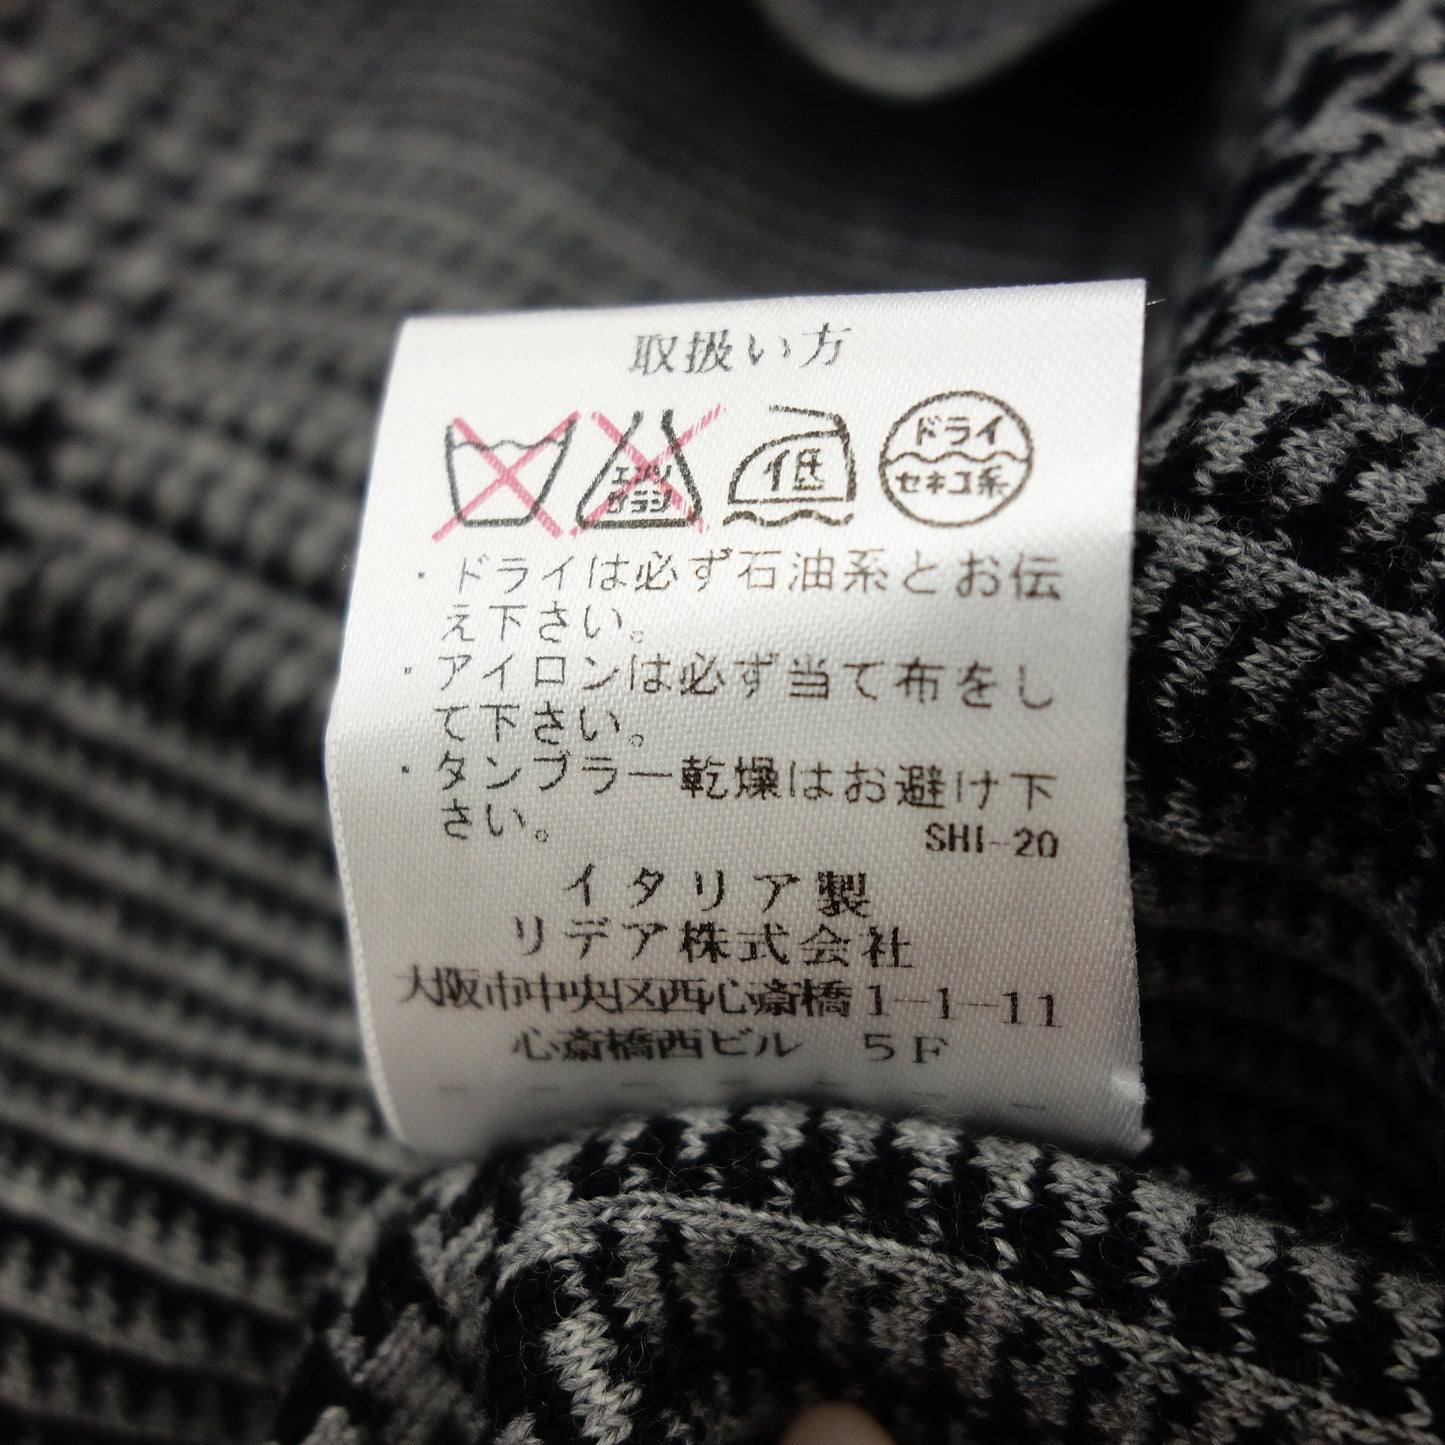 取扱い方
エンソ
サラシ
低
ドライ
セキユ系
・ドライは必ず石油系とお伝
え下さい。
・アイロンは必ず当て布をし
て下さい。
・タンブラー乾燥はお避け下
さい。
SHI-20
イタリア製
リデア株式会社
大阪市中央区西心斎橋1-1-11
心斎橋西ビル 5F